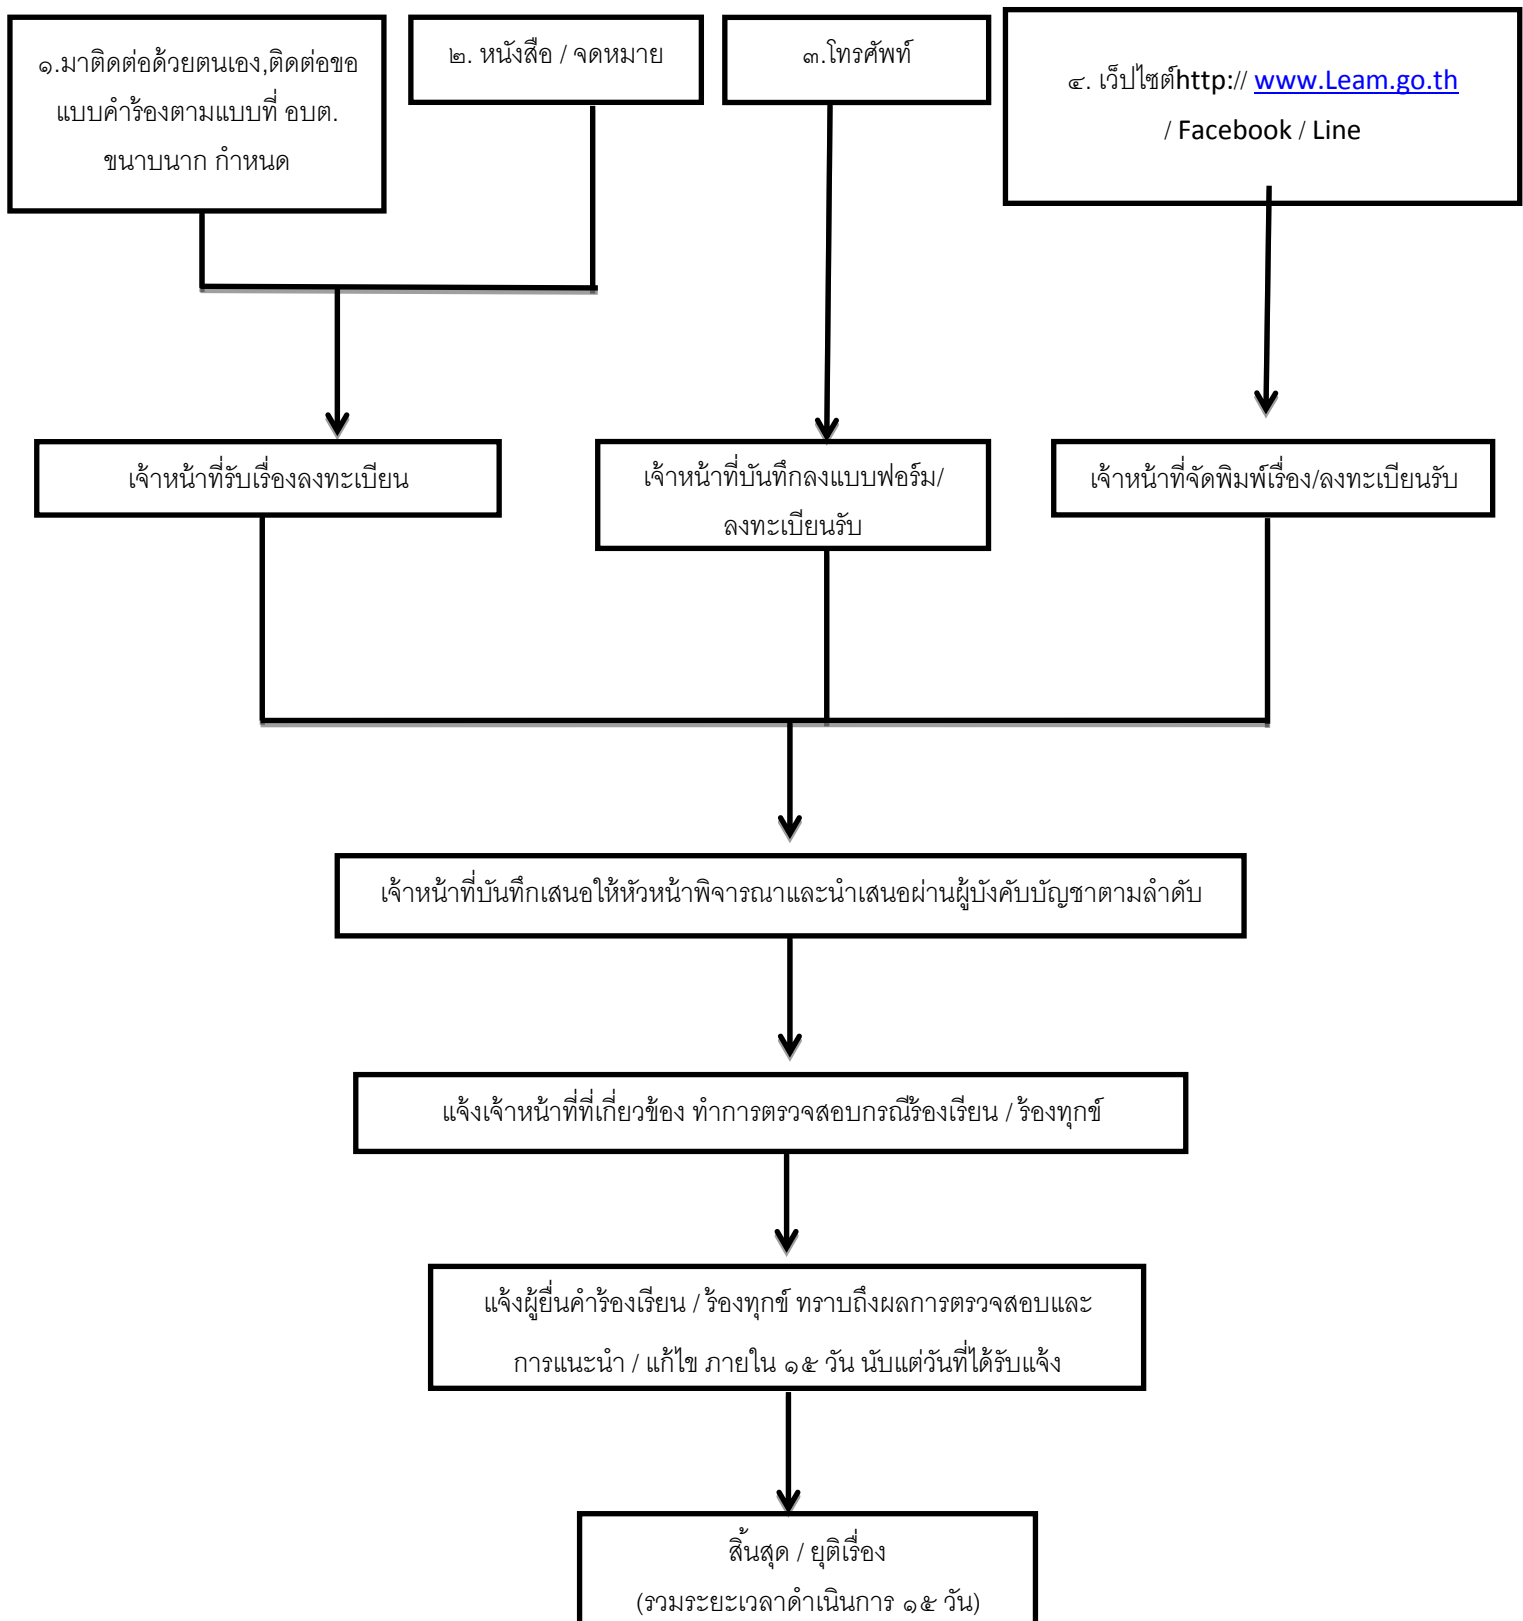 ๑.มาติดต่อด้วยตนเอง,ติดต่อขอ
แบบคำร้องตามแบบที่ อบต.
ขนาบนาก กำหนด
๒. หนังสือ / จดหมาย
๓.โทรศัพท์
๔. เว็ปไซต์http:// www.Leam.go.th
/ Facebook / Line
เจ้าหน้าที่รับเรื่องลงทะเบียน
เจ้าหน้าที่บันทึกลงแบบฟอร์ม/
ลงทะเบียนรับ
เจ้าหน้าที่จัดพิมพ์เรื่อง/ลงทะเบียนรับ
เจ้าหน้าที่บันทึกเสนอให้หัวหน้าพิจารณาและนำเสนอผ่านผู้บังคับบัญชาตามลำดับ
แจ้งเจ้าหน้าที่ที่เกี่ยวข้อง ทำการตรวจสอบกรณีร้องเรียน / ร้องทุกข์
แจ้งผู้ยื่นคำร้องเรียน / ร้องทุกข์ ทราบถึงผลการตรวจสอบและ
การแนะนำ / แก้ไข ภายใน ๑๕ วัน นับแต่วันที่ได้รับแจ้ง
สิ้นสุด / ยุติเรื่อง
(รวมระยะเวลาดำเนินการ ๑๕ วัน)